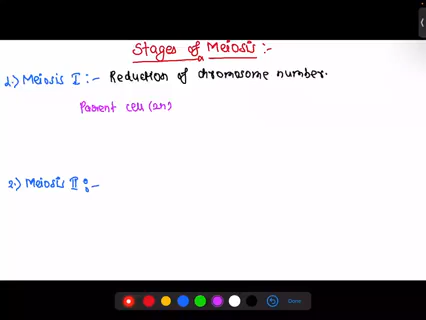 Stages of Meiosis :-
1.) Meiosis I :- Reduction of chromosome number.
Parent cell (2n)
2.) Meiosis II :-
Done